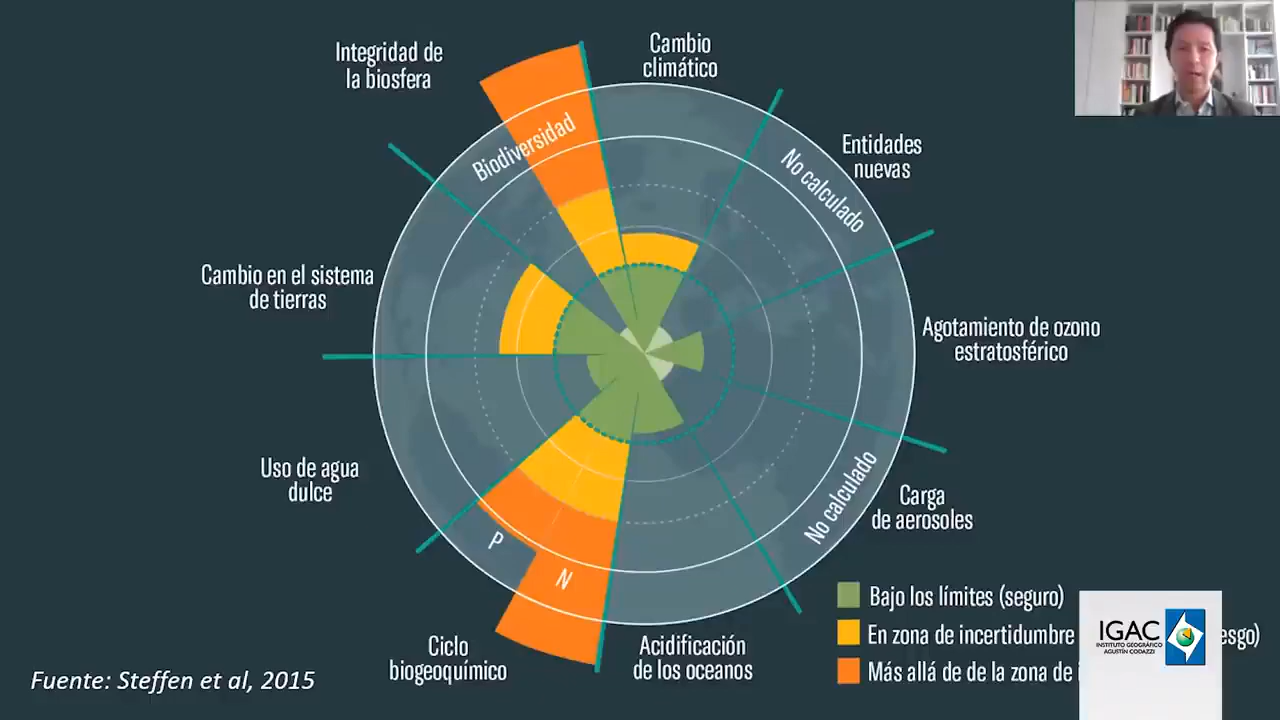 Integridad de
la biosfera
Cambio
climático
Entidades
nuevas
Biodiversidad
No calculado
Cambio en el sistema
de tierras
Agotamiento de ozono
estratosférico
Uso de agua
dulce
No calculado
Carga
de aerosoles
P
N
Ciclo
biogeoquímico
Acidificación
de los oceanos
Bajo los límites (seguro)
En zona de incertidumbre
Más allá de de la zona de
IGAC
INSTITUTO GEOGRÁFICO
AGUSTÍN CODAZZI
Fuente: Steffen et al, 2015